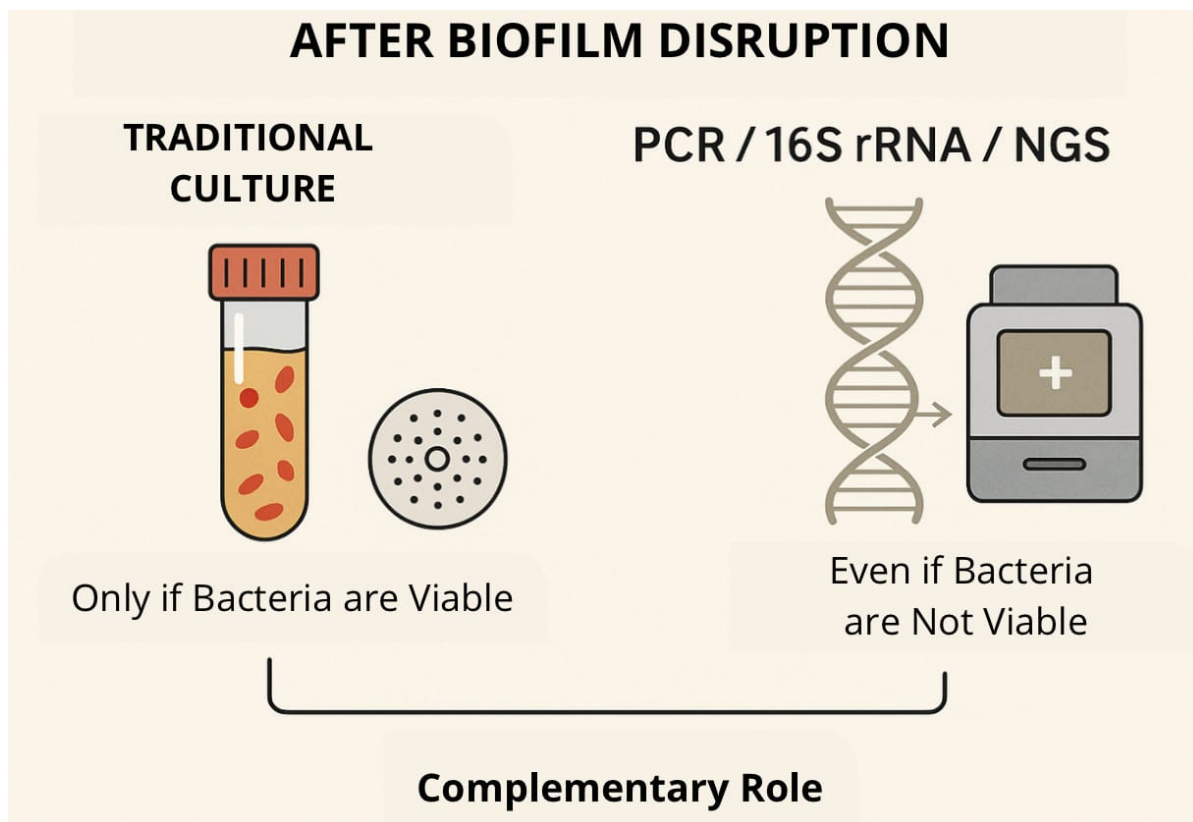 AFTER BIOFILM DISRUPTION
TRADITIONAL
CULTURE
Only if Bacteria are Viable
PCR / 16S rRNA / NGS
Even if Bacteria
are Not Viable
Complementary Role